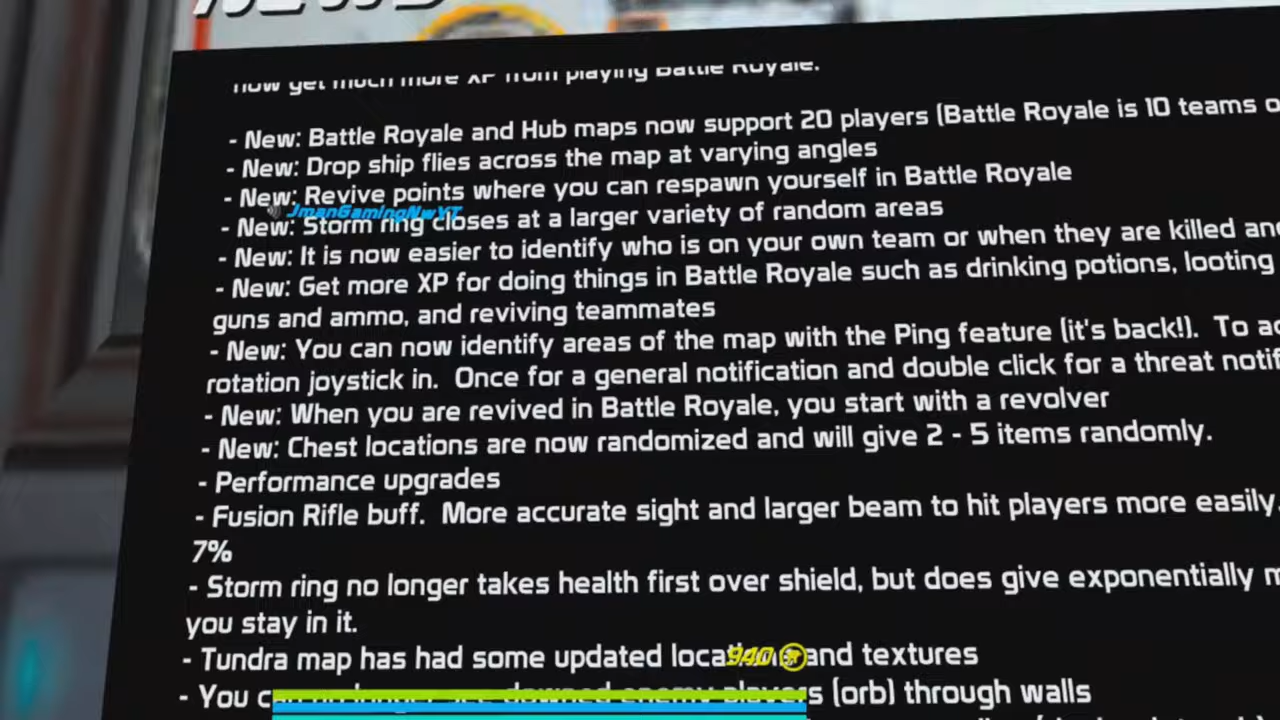 NEWS
now get much more XP from playing Battle Royale.
- New: Battle Royale and Hub maps now support 20 players (Battle Royale is 10 teams o
- New: Drop ship flies across the map at varying angles
- New: Revive points where you can respawn yourself in Battle Royale
JmanGamingNwYT
- New: Storm ring closes at a larger variety of random areas
- New: It is now easier to identify who is on your own team or when they are killed and
- New: Get more XP for doing things in Battle Royale such as drinking potions, looting
guns and ammo, and reviving teammates
- New: You can now identify areas of the map with the Ping feature (it's back!). To ac
rotation joystick in. Once for a general notification and double click for a threat notif
- New: When you are revived in Battle Royale, you start with a revolver
- New: Chest locations are now randomized and will give 2 - 5 items randomly.
- Performance upgrades
- Fusion Rifle buff. More accurate sight and larger beam to hit players more easily.
7%
- Storm ring no longer takes health first over shield, but does give exponentially m
you stay in it.
- Tundra map has had some updated locations and textures
940
- You can no longer see downed enemy players (orb) through walls